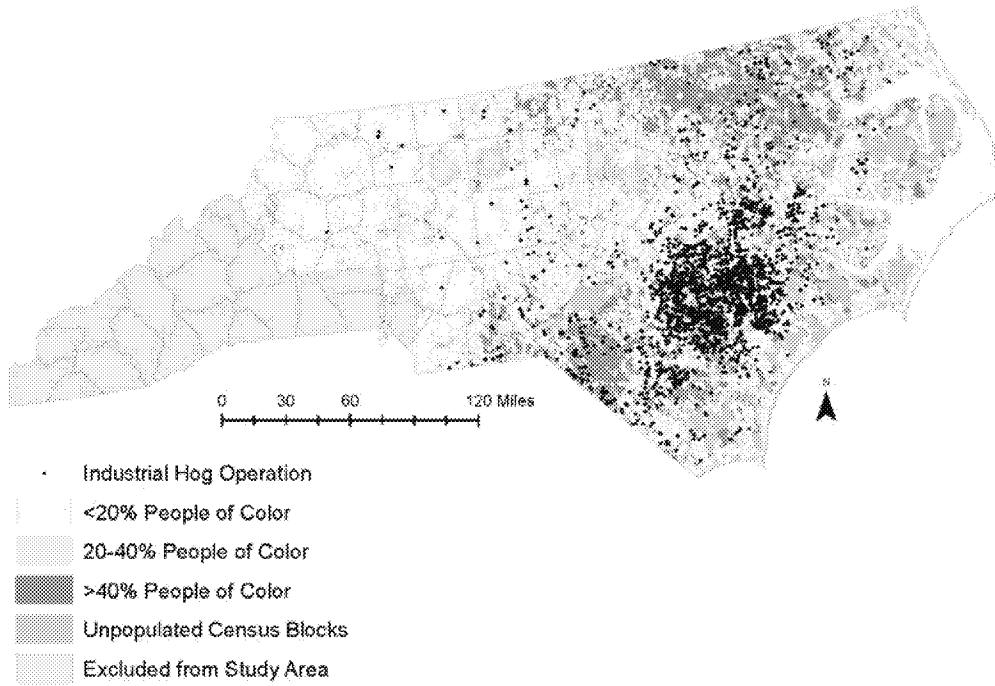 N
0 30 60 120 Miles
Industrial Hog Operation
<20% People of Color
20-40% People of Color
>40% People of Color
Unpopulated Census Blocks
Excluded from Study Area